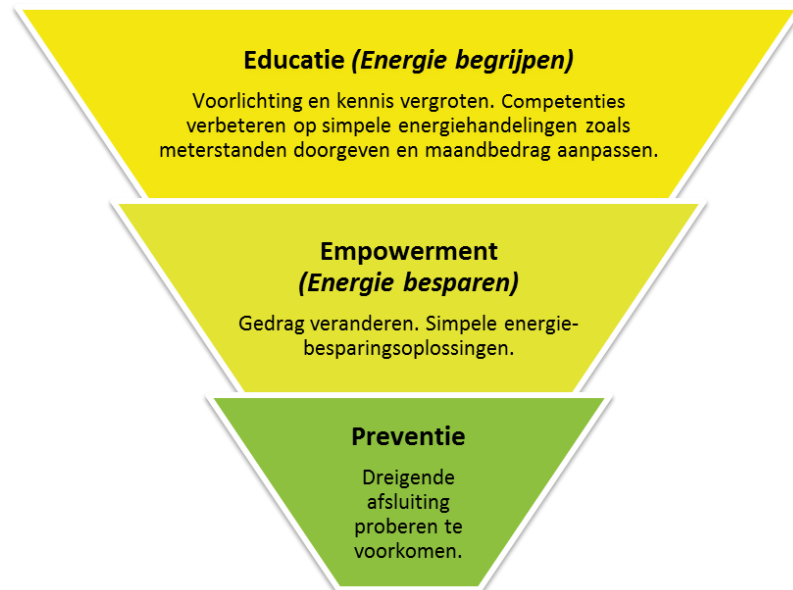 Educatie (Energie begrijpen)
Voorlichting en kennis vergroten. Competenties
verbeteren op simpele energiehandelingen zoals
meterstanden doorgeven en maandbedrag aanpassen.
Empowerment
(Energie besparen)
Gedrag veranderen. Simpele energie-
besparingsoplossingen.
Preventie
Dreigende
afsluiting
proberen te
voorkomen.